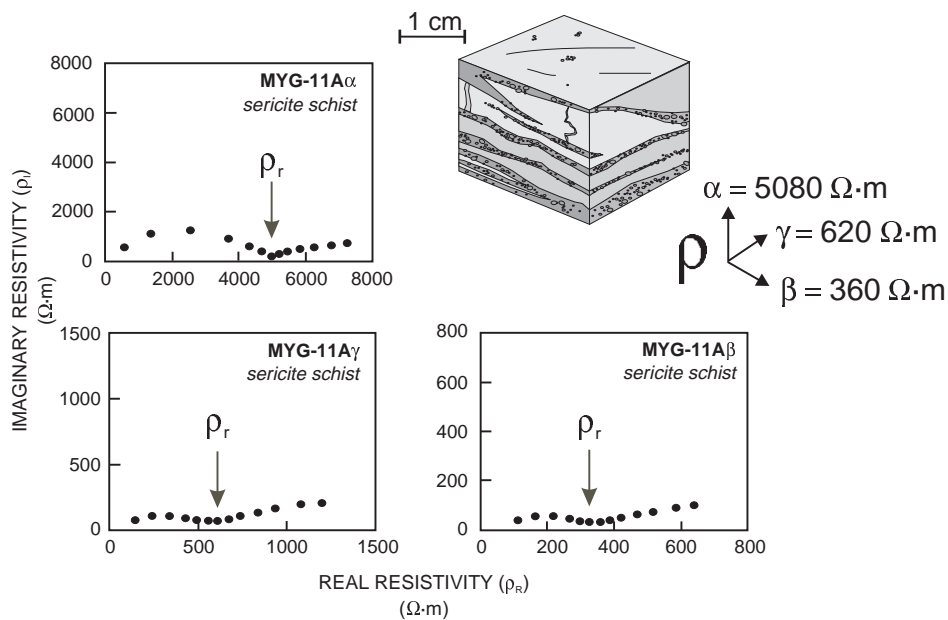 1 cm
8000
6000
4000
2000
0
MYG-11Aα
sericite schist
ρr
0 2000 4000 6000 8000
α = 5080 Ω·m
γ = 620 Ω·m
β = 360 Ω·m
ρ
IMAGINARY RESISTIVITY (ρI)
(Ω·m)
1500
1000
500
0
MYG-11Aγ
sericite schist
ρr
0 500 1000 1500
800
600
400
200
0
MYG-11Aβ
sericite schist
ρr
0 200 400 600 800
REAL RESISTIVITY (ρR)
(Ω·m)